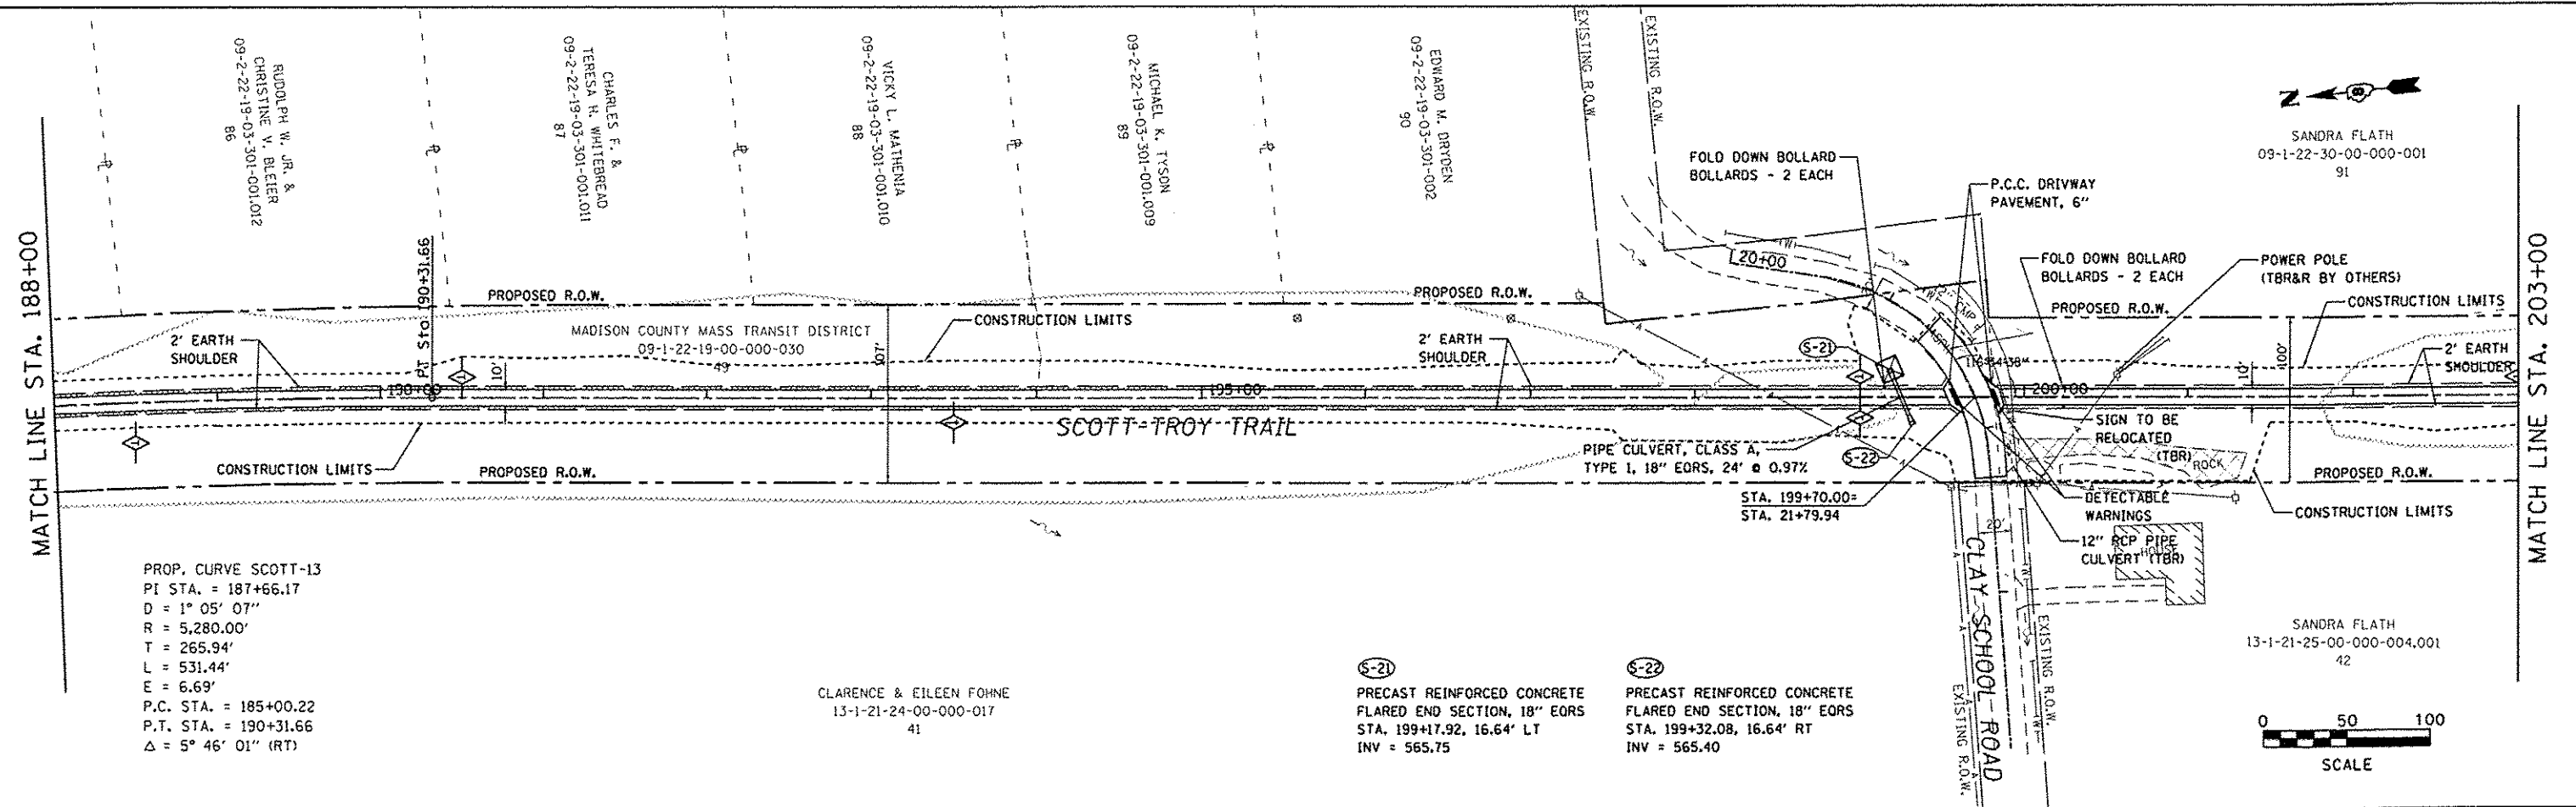 MATCH LINE STA. 188+00
RUDOLPH W. JR. &
CHRISTINE V. BLEIER
09-2-22-19-03-301-001.012
86
CHARLES F. &
TERESA H. WHITEBREAD
09-2-22-19-03-301-001.011
87
VICKY L. MATHENIA
09-2-22-19-03-301-001.010
88
MICHAEL K. TYSON
09-2-22-19-03-301-001.009
89
EDWARD M. DRYDEN
09-2-22-19-03-301-002
90
EXISTING R.O.W.
EXISTING R.O.W.
N
SANDRA FLATH
09-1-22-30-00-000-001
91
FOLD DOWN BOLLARD
BOLLARDS - 2 EACH
P.C.C. DRIVWAY
PAVEMENT, 6"
FOLD DOWN BOLLARD
BOLLARDS - 2 EACH
POWER POLE
(TBR&R BY OTHERS)
CONSTRUCTION LIMITS
2' EARTH
SHOULDER
MATCH LINE STA. 203+00
P.T. Sta 190+31.66
PROPOSED R.O.W.
PROPOSED R.O.W.
PROPOSED R.O.W.
2' EARTH
SHOULDER
MADISON COUNTY MASS TRANSIT DISTRICT
09-1-22-19-00-000-030
49
CONSTRUCTION LIMITS
107'
10'
2' EARTH
SHOULDER
20+00
S-21
190+00
195+00
200+00
10'
100'
SCOTT-TROY TRAIL
CONSTRUCTION LIMITS
PROPOSED R.O.W.
PIPE CULVERT, CLASS A,
TYPE 1, 18" EQRS, 24' @ 0.97%
S-22
SIGN TO BE
RELOCATED
(TBR)
ROCK
PROPOSED R.O.W.
STA. 199+70.00=
STA. 21+79.94
DETECTABLE
WARNINGS
CONSTRUCTION LIMITS
20'
12" RCP PIPE
CULVERT (TBR)
HOUSE
CLAY SCHOOL ROAD
EXISTING R.O.W.
EXISTING R.O.W.
PROP. CURVE SCOTT-13
PI STA. = 187+66.17
D = 1° 05' 07"
R = 5,280.00'
T = 265.94'
L = 531.44'
E = 6.69'
P.C. STA. = 185+00.22
P.T. STA. = 190+31.66
Δ = 5° 46' 01" (RT)
CLARENCE & EILEEN FOHNE
13-1-21-24-00-000-017
41
S-21
PRECAST REINFORCED CONCRETE
FLARED END SECTION, 18" EQRS
STA. 199+17.92, 16.64' LT
INV = 565.75
S-22
PRECAST REINFORCED CONCRETE
FLARED END SECTION, 18" EQRS
STA. 199+32.08, 16.64' RT
INV = 565.40
SANDRA FLATH
13-1-21-25-00-000-004.001
42
0 50 100
SCALE